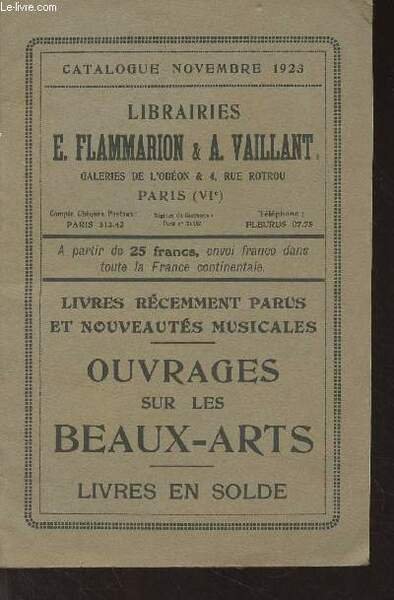 Le-livre.com
CATALOGUE NOVEMBRE 1923
LIBRAIRIES
E. FLAMMARION & A. VAILLANT,
GALERIES DE L'ODÉON & 4, RUE ROTROU
PARIS (VIᵉ)
Compte Chèques Postaux:
PARIS 313.42
Téléphone:
FLEURUS 07.75
A partir de 25 francs, envoi franco dans
toute la France continentale.
LIVRES RÉCEMMENT PARUS
ET NOUVEAUTÉS MUSICALES
OUVRAGES
SUR LES
BEAUX-ARTS
LIVRES EN SOLDE